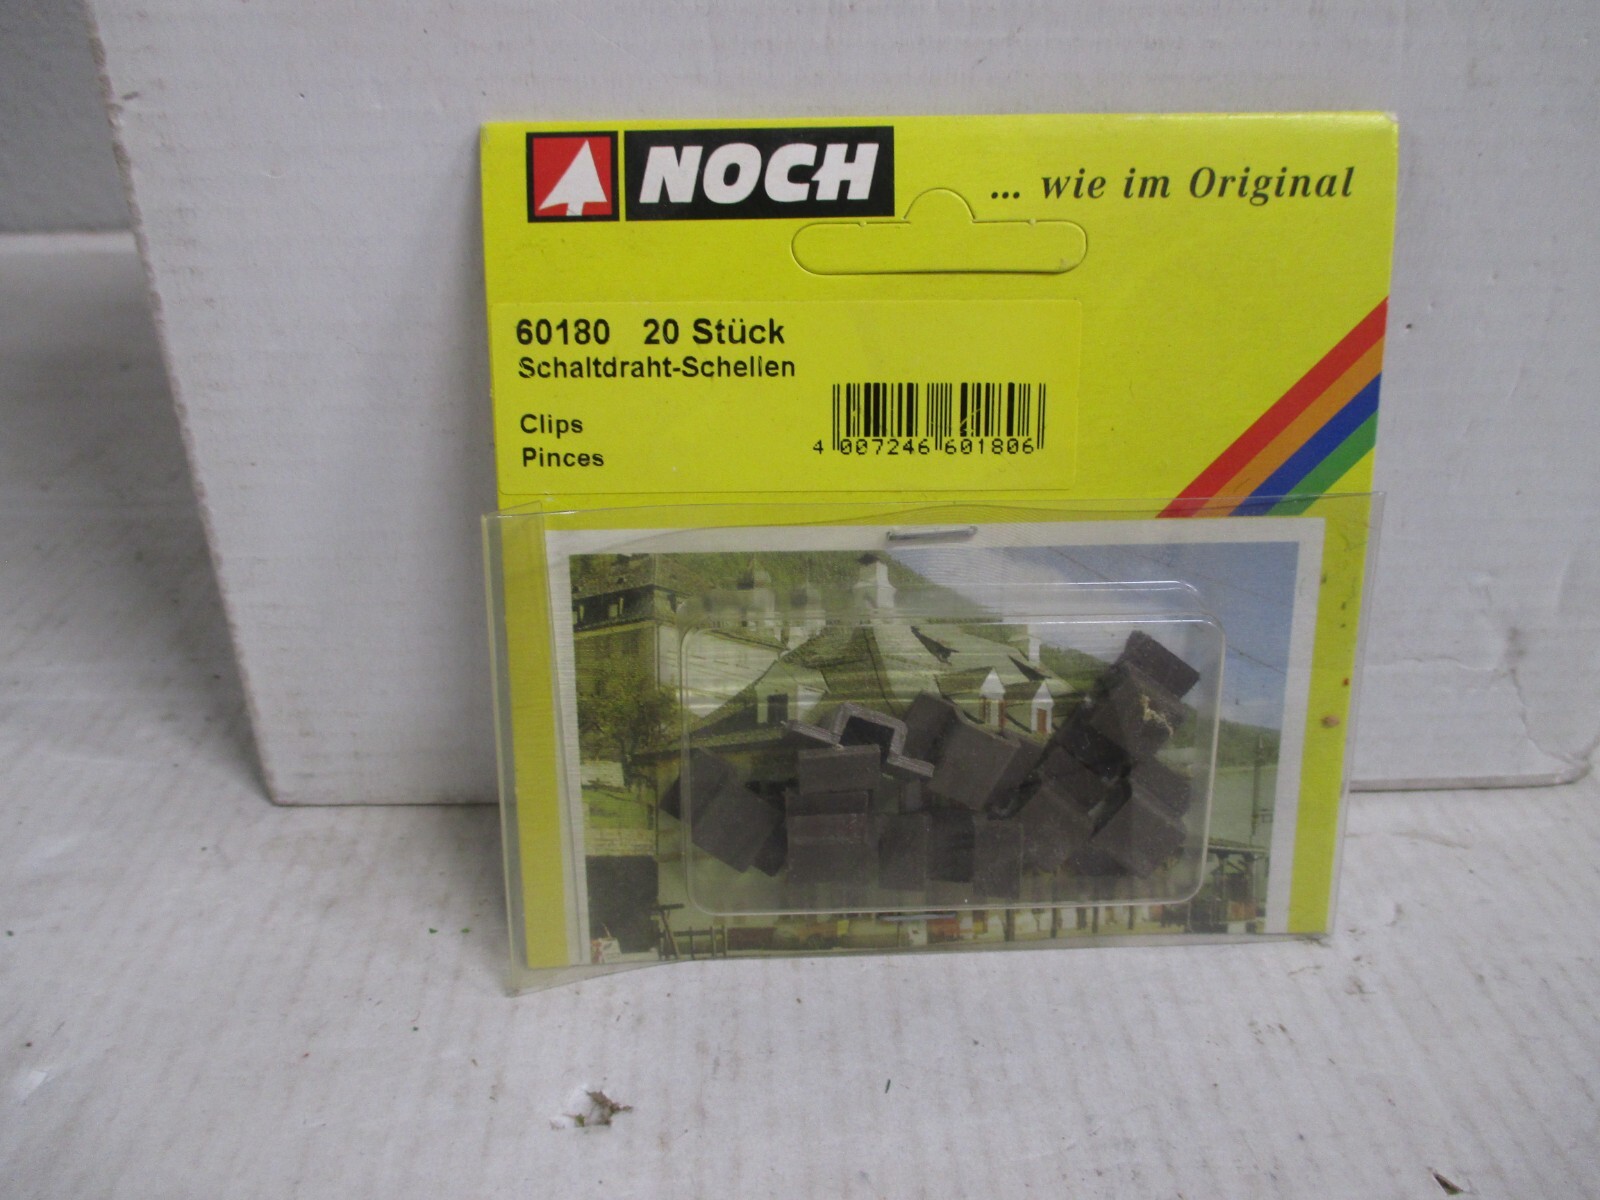 NOCH
... wie im Original
60180 20 Stück
Schaltdraht-Schellen
Clips
Pinces
4 007246 601806